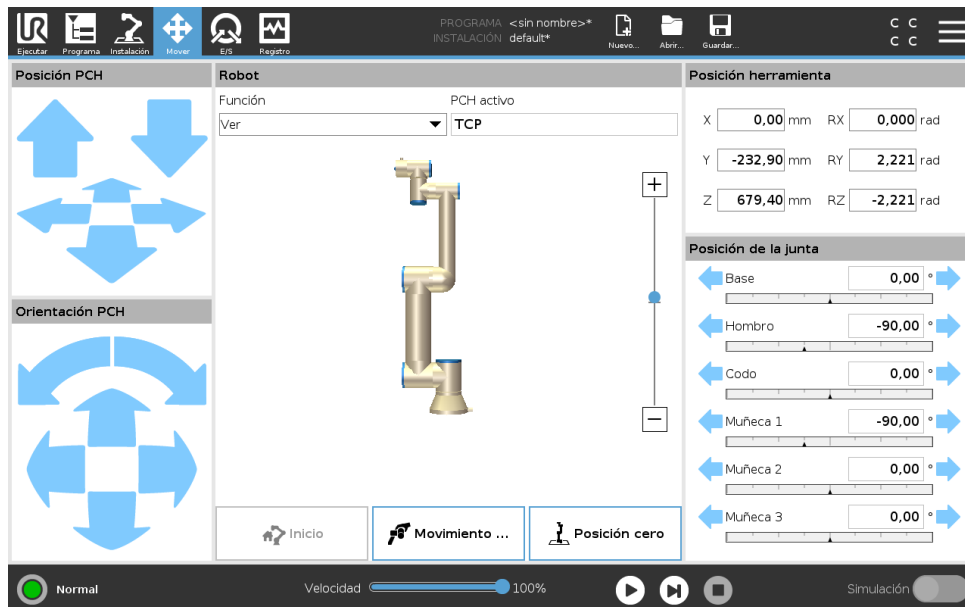 PROGRAMA <sin nombre>*
INSTALACIÓN default*
Ejecutar Programa Instalación Mover E/S Registro Nuevo... Abrir... Guardar...
C C
C C
Posición PCH
Robot
Función PCH activo
Ver TCP
+
−
Inicio Movimiento ... Posición cero
Orientación PCH
Posición herramienta
X 0,00 mm RX 0,000 rad
Y -232,90 mm RY 2,221 rad
Z 679,40 mm RZ -2,221 rad
Posición de la junta
Base 0,00 °
Hombro -90,00 °
Codo 0,00 °
Muñeca 1 -90,00 °
Muñeca 2 0,00 °
Muñeca 3 0,00 °
Normal Velocidad 100% Simulación